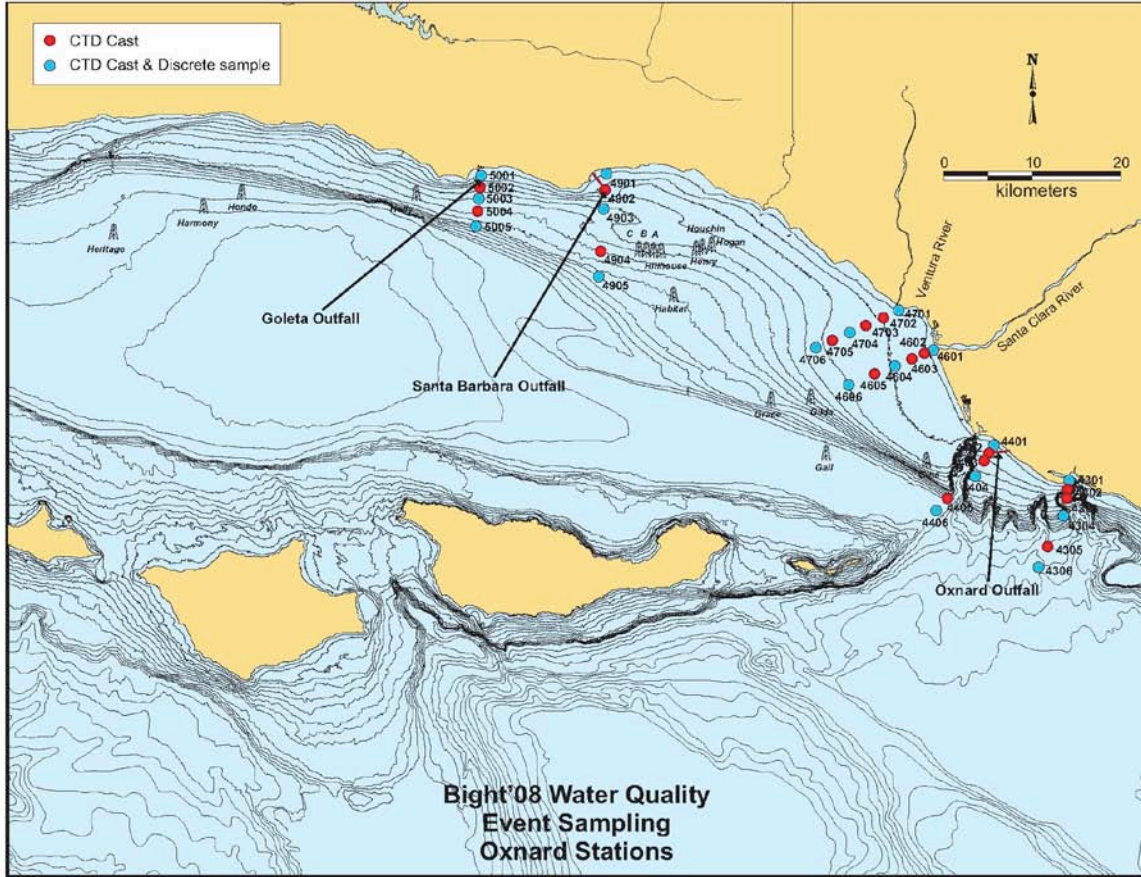 CTD Cast
CTD Cast & Discrete sample
N
0 10 20
kilometers
5001
5002
5003
5004
5005
4901
4902
4903
4904
4905
Heritage
Harmony
Hondo
Holly
C B A
Hillhouse
Houchin
Hogan
Henry
Habitat
Goleta Outfall
Santa Barbara Outfall
Ventura River
Santa Clara River
4701
4702
4703
4704
4705
4706
4601
4602
4603
4604
4605
4606
Grace
Gilda
Gail
4401
4405
4406
4301
4302
4304
4305
4306
Oxnard Outfall
Bight'08 Water Quality
Event Sampling
Oxnard Stations